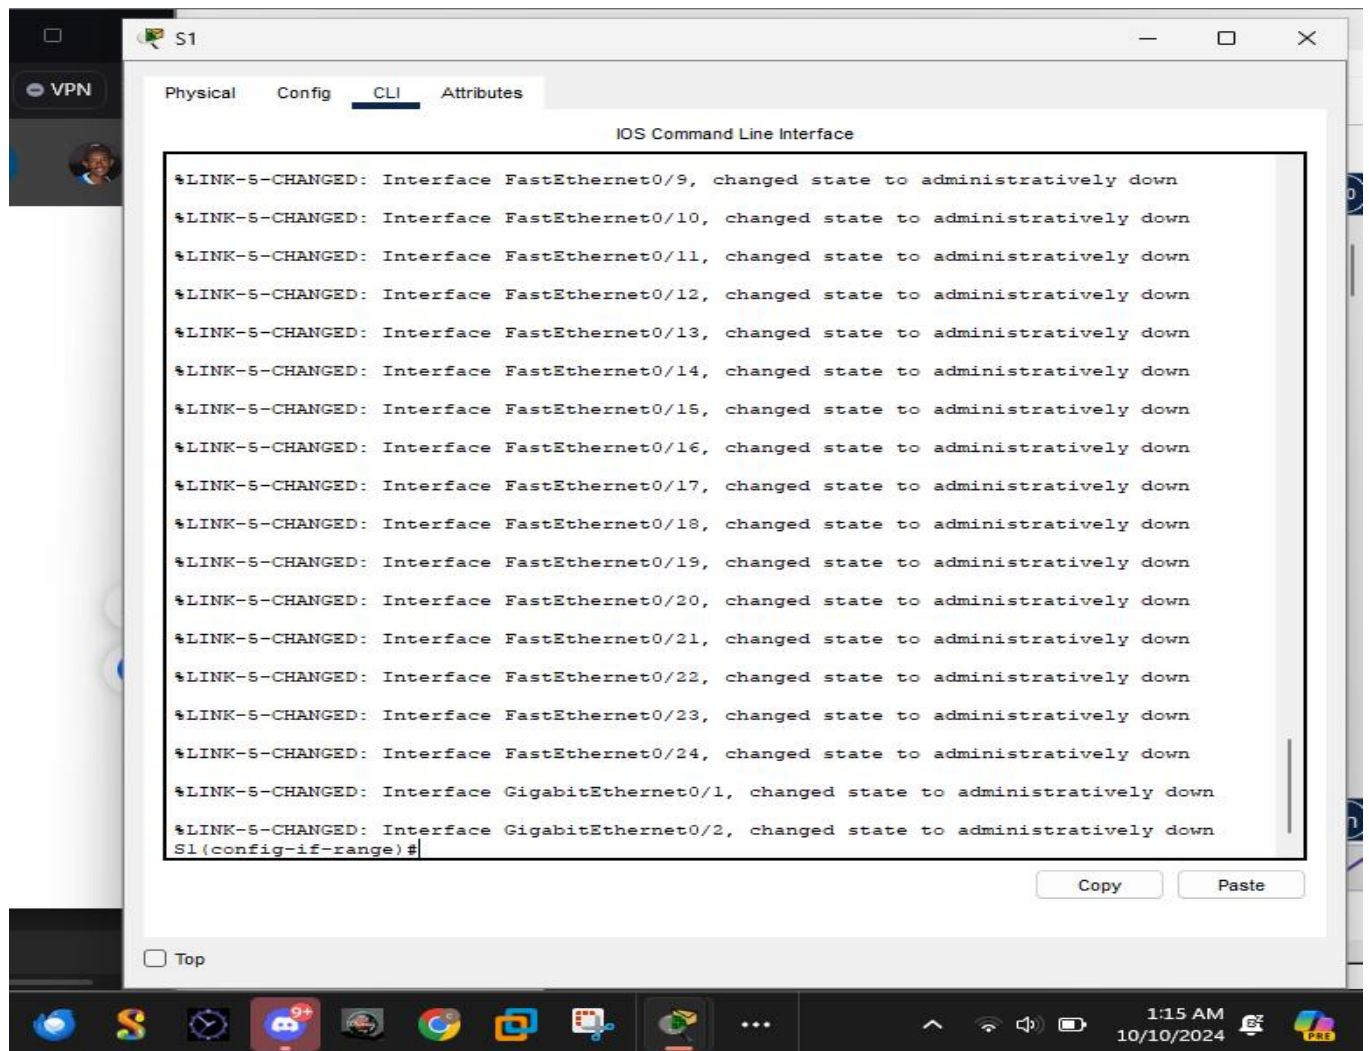 S1
VPN
Physical Config CLI Attributes
IOS Command Line Interface
%LINK-5-CHANGED: Interface FastEthernet0/9, changed state to administratively down
%LINK-5-CHANGED: Interface FastEthernet0/10, changed state to administratively down
%LINK-5-CHANGED: Interface FastEthernet0/11, changed state to administratively down
%LINK-5-CHANGED: Interface FastEthernet0/12, changed state to administratively down
%LINK-5-CHANGED: Interface FastEthernet0/13, changed state to administratively down
%LINK-5-CHANGED: Interface FastEthernet0/14, changed state to administratively down
%LINK-5-CHANGED: Interface FastEthernet0/15, changed state to administratively down
%LINK-5-CHANGED: Interface FastEthernet0/16, changed state to administratively down
%LINK-5-CHANGED: Interface FastEthernet0/17, changed state to administratively down
%LINK-5-CHANGED: Interface FastEthernet0/18, changed state to administratively down
%LINK-5-CHANGED: Interface FastEthernet0/19, changed state to administratively down
%LINK-5-CHANGED: Interface FastEthernet0/20, changed state to administratively down
%LINK-5-CHANGED: Interface FastEthernet0/21, changed state to administratively down
%LINK-5-CHANGED: Interface FastEthernet0/22, changed state to administratively down
%LINK-5-CHANGED: Interface FastEthernet0/23, changed state to administratively down
%LINK-5-CHANGED: Interface FastEthernet0/24, changed state to administratively down
%LINK-5-CHANGED: Interface GigabitEthernet0/1, changed state to administratively down
%LINK-5-CHANGED: Interface GigabitEthernet0/2, changed state to administratively down
S1(config-if-range)#
Copy Paste
Top
9+
1:15 AM
10/10/2024
PRE